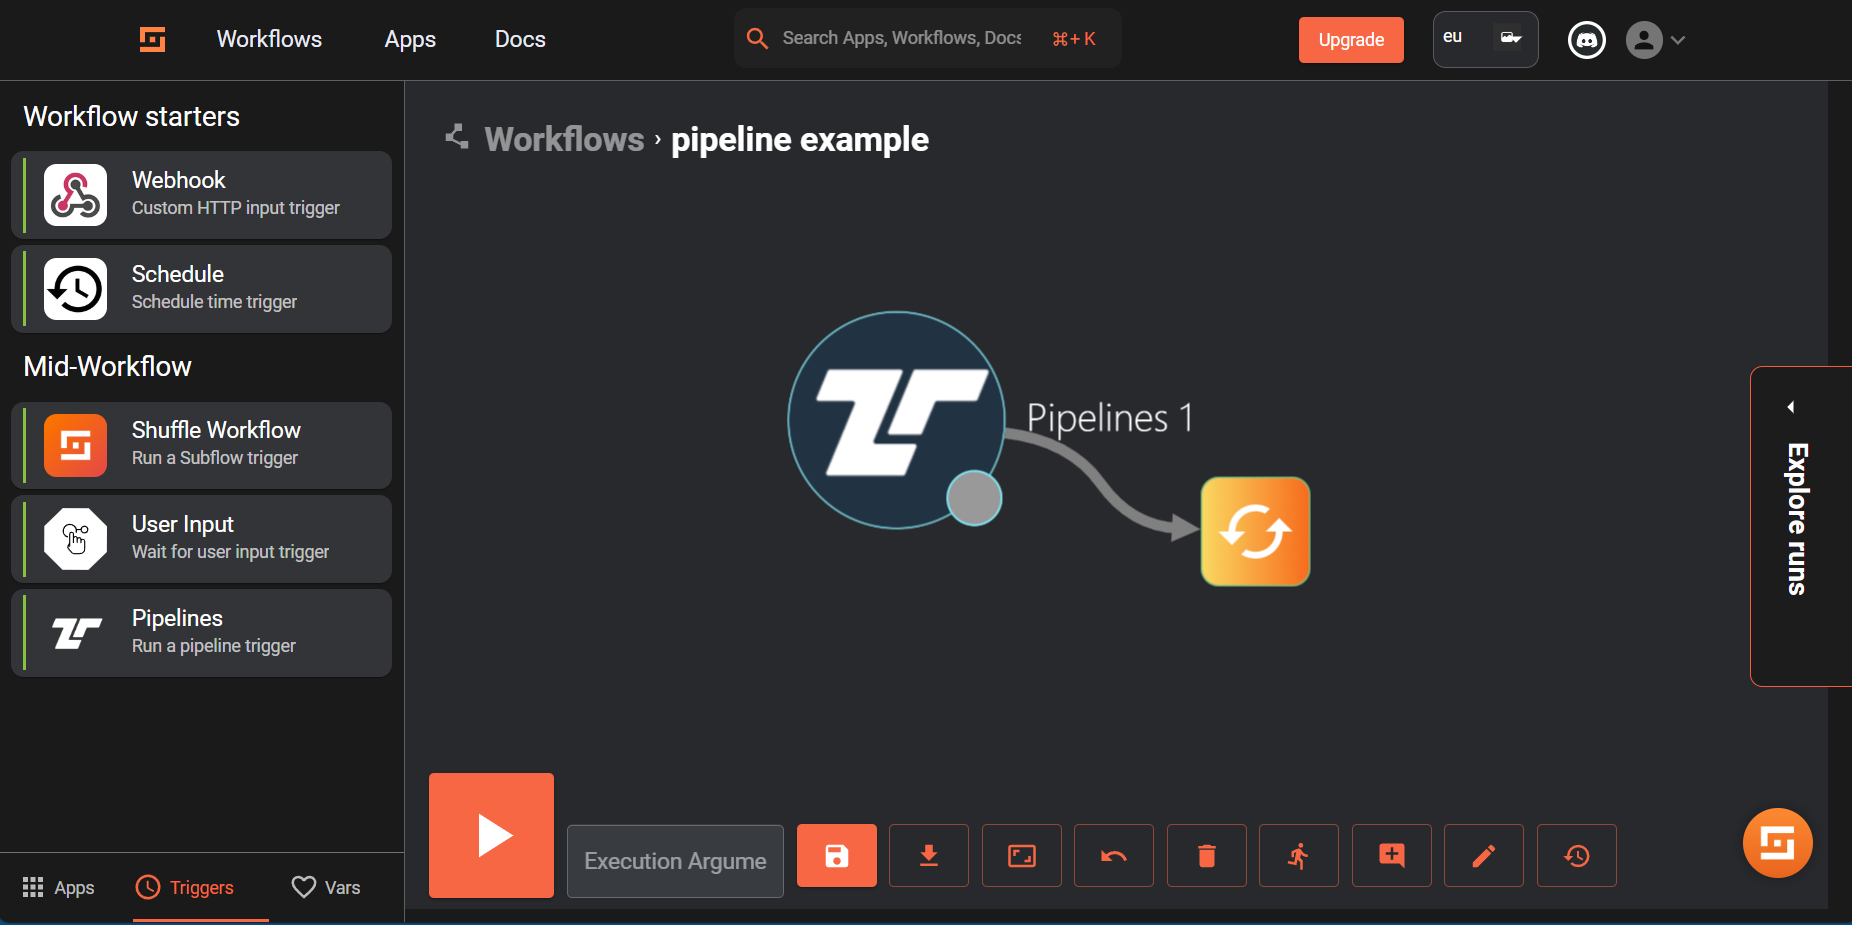 Workflows
Apps
Docs
Search Apps, Workflows, Docs
⌘+ K
Upgrade
eu
Workflow starters
Webhook
Custom HTTP input trigger
Schedule
Schedule time trigger
Mid-Workflow
Shuffle Workflow
Run a Subflow trigger
User Input
Wait for user input trigger
Pipelines
Run a pipeline trigger
Workflows › pipeline example
Pipelines 1
Explore runs
Execution Argume
Apps
Triggers
Vars